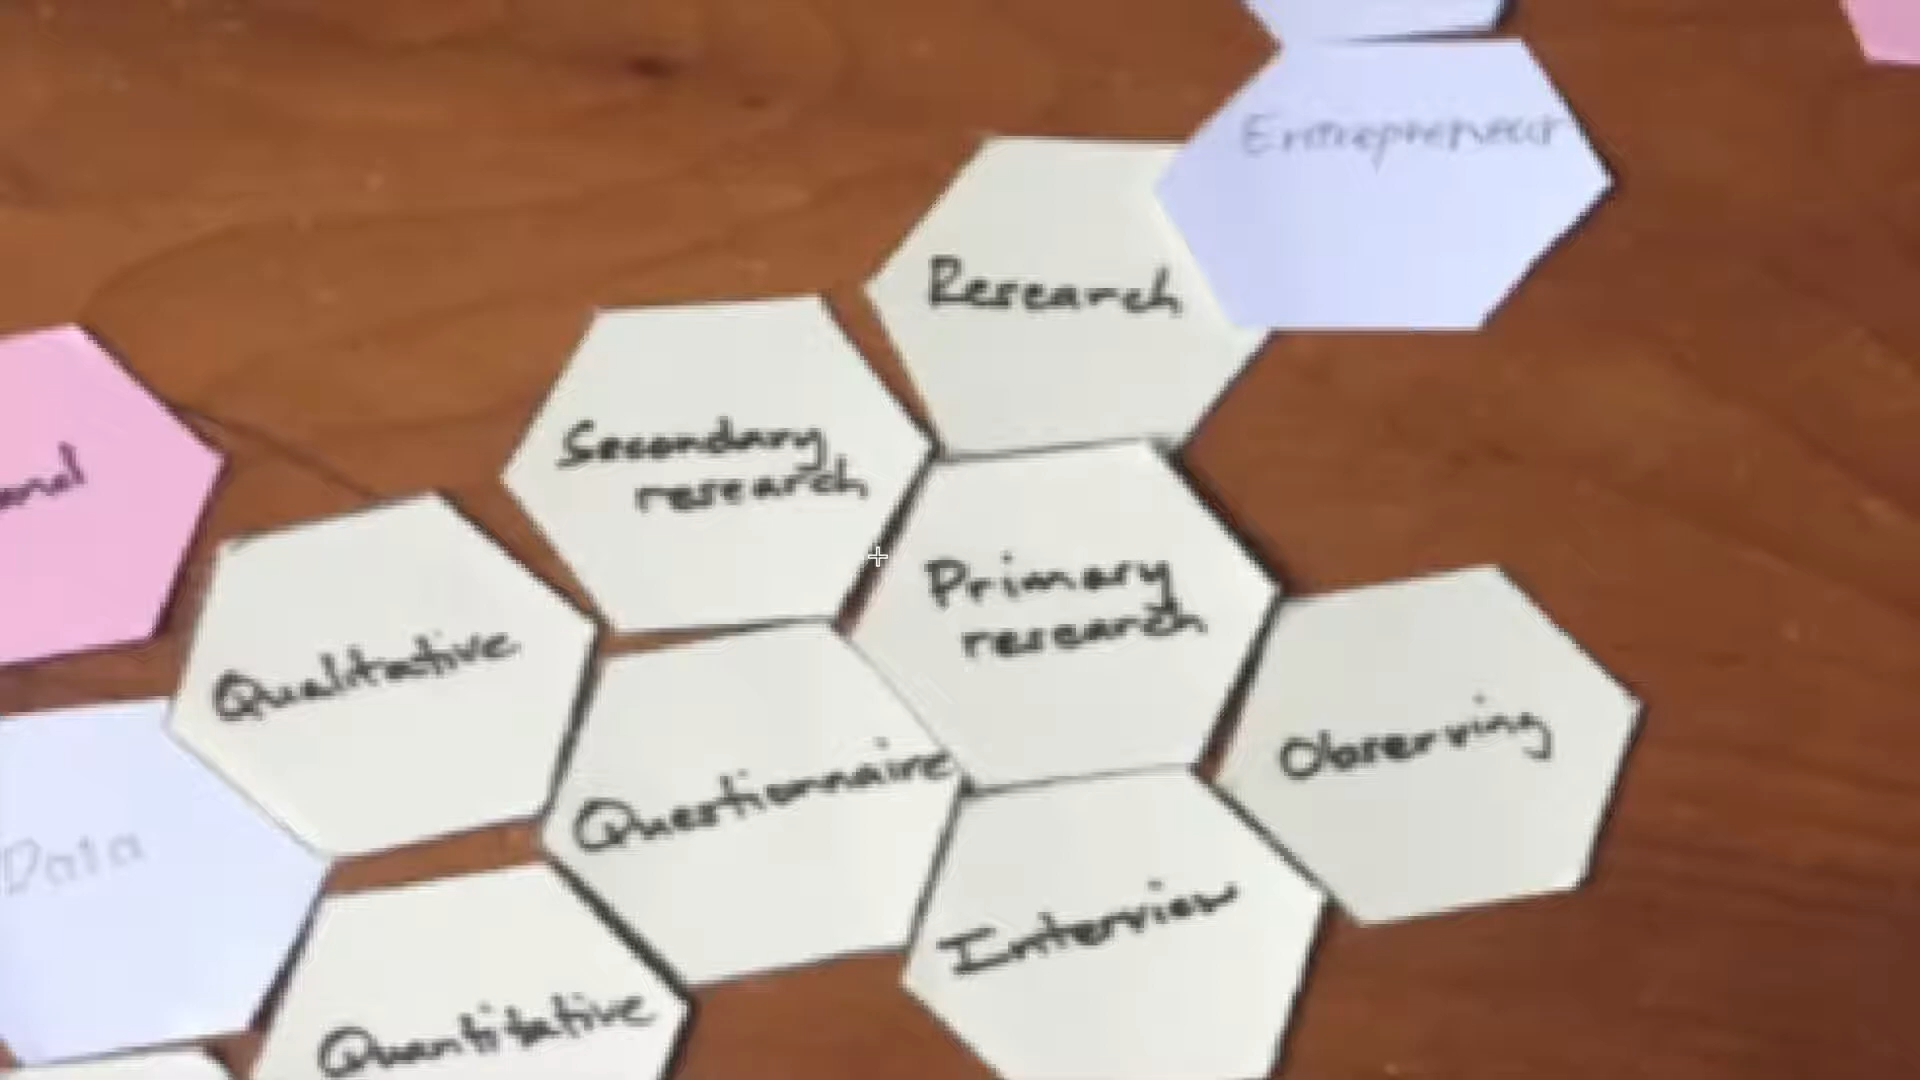 Entrepreneur
Research
Secondary
research
Primary
research
Qualitative
Questionnaire
Observing
Data
Interview
Quantitative